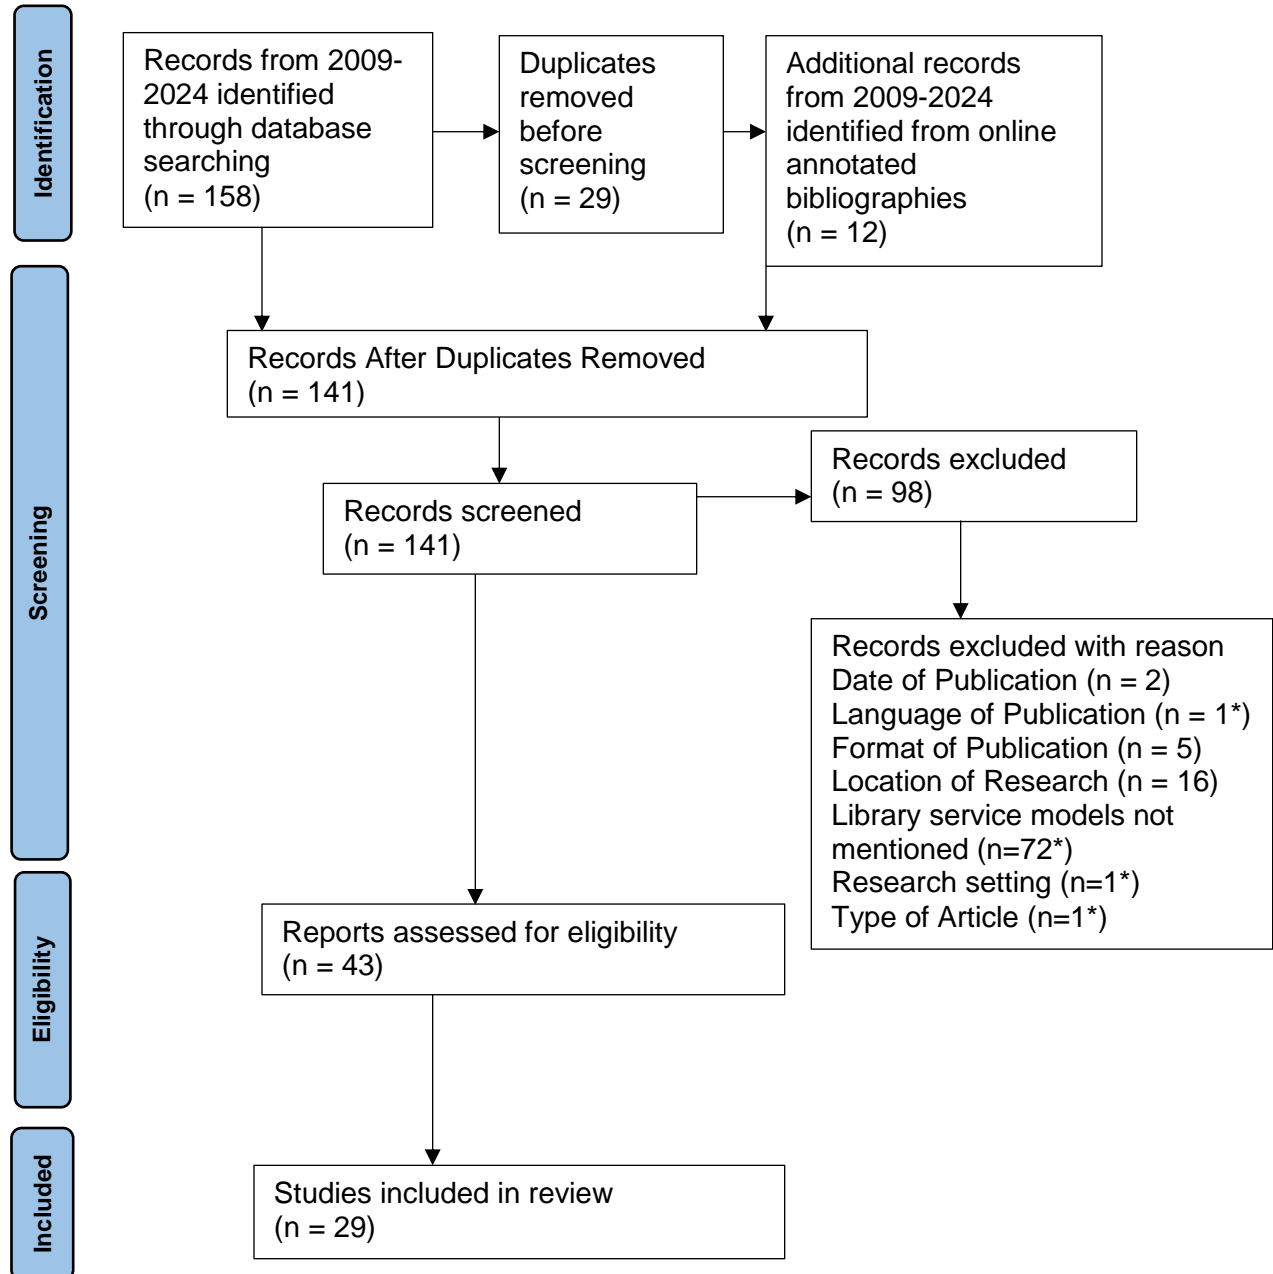 Identification
Records from 2009-
2024 identified
through database
searching
(n = 158)
Duplicates
removed
before
screening
(n = 29)
Additional records
from 2009-2024
identified from online
annotated
bibliographies
(n = 12)
Screening
Records After Duplicates Removed
(n = 141)
Records screened
(n = 141)
Records excluded
(n = 98)
Records excluded with reason
Date of Publication (n = 2)
Language of Publication (n = 1*)
Format of Publication (n = 5)
Location of Research (n = 16)
Library service models not
mentioned (n=72*)
Research setting (n=1*)
Type of Article (n=1*)
Eligibility
Reports assessed for eligibility
(n = 43)
Included
Studies included in review
(n = 29)